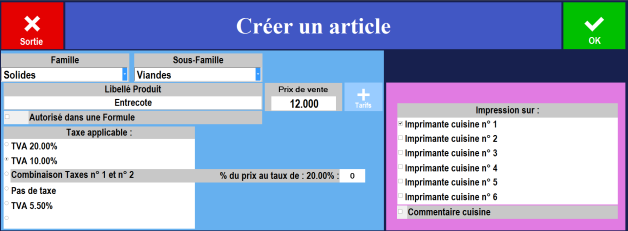 Créer un article
Sortie
OK
Famille
Sous-Famille
Solides
Viandes
Libellé Produit
Prix de vente
Entrecote
12.000
Tarifs
Autorisé dans une Formule
Taxe applicable :
TVA 20.00%
TVA 10.00%
Combinaison Taxes n° 1 et n° 2
% du prix au taux de : 20.00% :
0
Pas de taxe
TVA 5.50%
Impression sur :
Imprimante cuisine n° 1
Imprimante cuisine n° 2
Imprimante cuisine n° 3
Imprimante cuisine n° 4
Imprimante cuisine n° 5
Imprimante cuisine n° 6
Commentaire cuisine